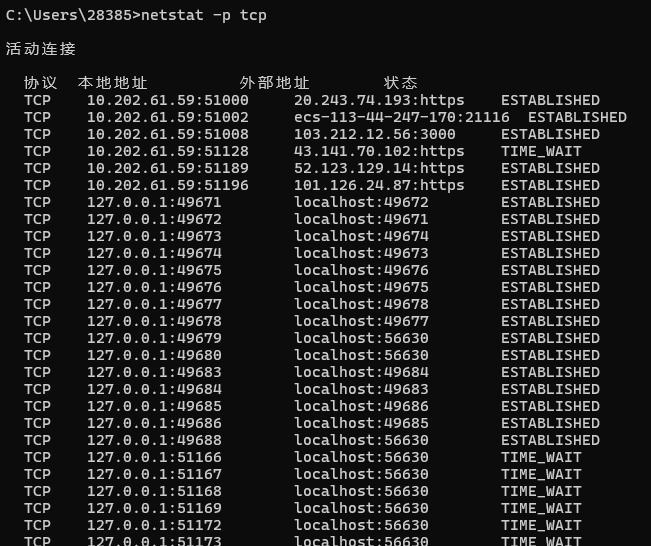 C:\Users\28385>netstat -p tcp
活动连接
协议 本地地址 外部地址 状态
TCP 10.202.61.59:51000 20.243.74.193:https ESTABLISHED
TCP 10.202.61.59:51002 ecs-113-44-247-170:21116 ESTABLISHED
TCP 10.202.61.59:51008 103.212.12.56:3000 ESTABLISHED
TCP 10.202.61.59:51128 43.141.70.102:https TIME_WAIT
TCP 10.202.61.59:51189 52.123.129.14:https ESTABLISHED
TCP 10.202.61.59:51196 101.126.24.87:https ESTABLISHED
TCP 127.0.0.1:49671 localhost:49672 ESTABLISHED
TCP 127.0.0.1:49672 localhost:49671 ESTABLISHED
TCP 127.0.0.1:49673 localhost:49674 ESTABLISHED
TCP 127.0.0.1:49674 localhost:49673 ESTABLISHED
TCP 127.0.0.1:49675 localhost:49676 ESTABLISHED
TCP 127.0.0.1:49676 localhost:49675 ESTABLISHED
TCP 127.0.0.1:49677 localhost:49678 ESTABLISHED
TCP 127.0.0.1:49678 localhost:49677 ESTABLISHED
TCP 127.0.0.1:49679 localhost:56630 ESTABLISHED
TCP 127.0.0.1:49680 localhost:56630 ESTABLISHED
TCP 127.0.0.1:49683 localhost:49684 ESTABLISHED
TCP 127.0.0.1:49684 localhost:49683 ESTABLISHED
TCP 127.0.0.1:49685 localhost:49686 ESTABLISHED
TCP 127.0.0.1:49686 localhost:49685 ESTABLISHED
TCP 127.0.0.1:49688 localhost:56630 ESTABLISHED
TCP 127.0.0.1:51166 localhost:56630 TIME_WAIT
TCP 127.0.0.1:51167 localhost:56630 TIME_WAIT
TCP 127.0.0.1:51168 localhost:56630 TIME_WAIT
TCP 127.0.0.1:51169 localhost:56630 TIME_WAIT
TCP 127.0.0.1:51172 localhost:56630 TIME_WAIT
TCP 127.0.0.1:51173 localhost:56630 TIME_WAIT